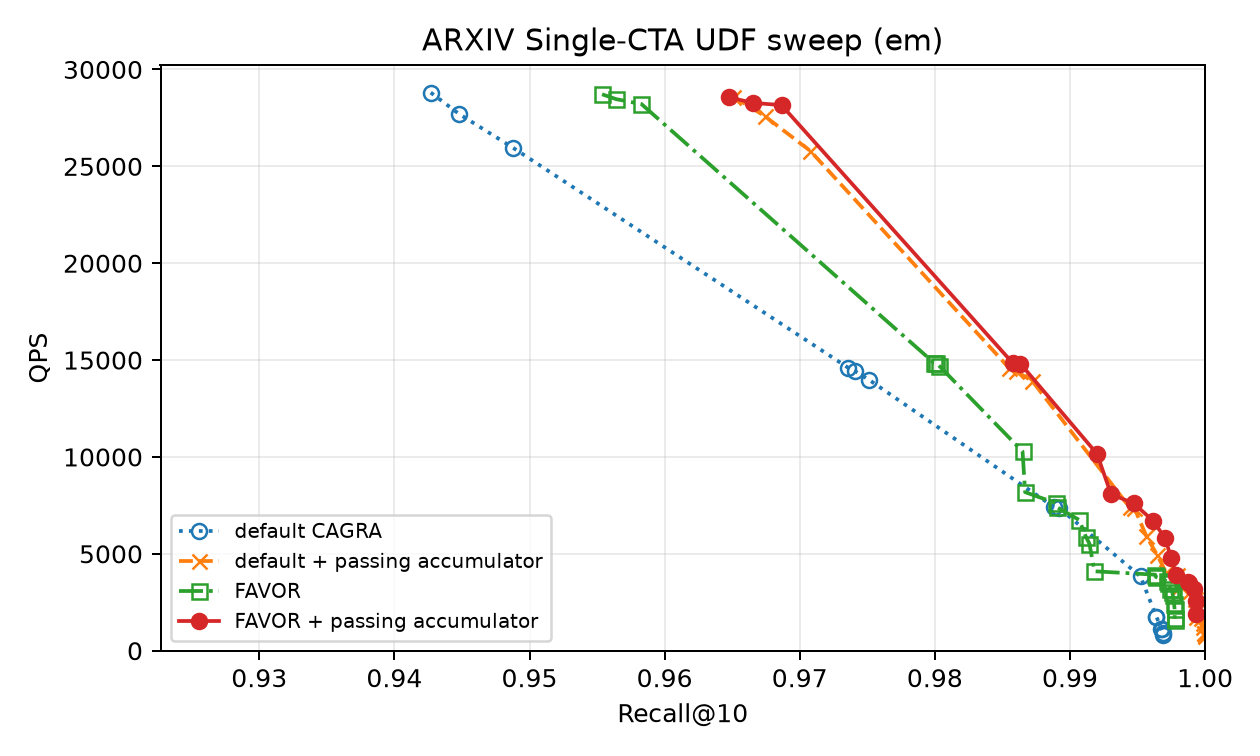 ARXIV Single-CTA UDF sweep (em)
30000
25000
20000
15000
10000
5000
0
QPS
default CAGRA
default + passing accumulator
FAVOR
FAVOR + passing accumulator
0.93 0.94 0.95 0.96 0.97 0.98 0.99 1.00
Recall@10